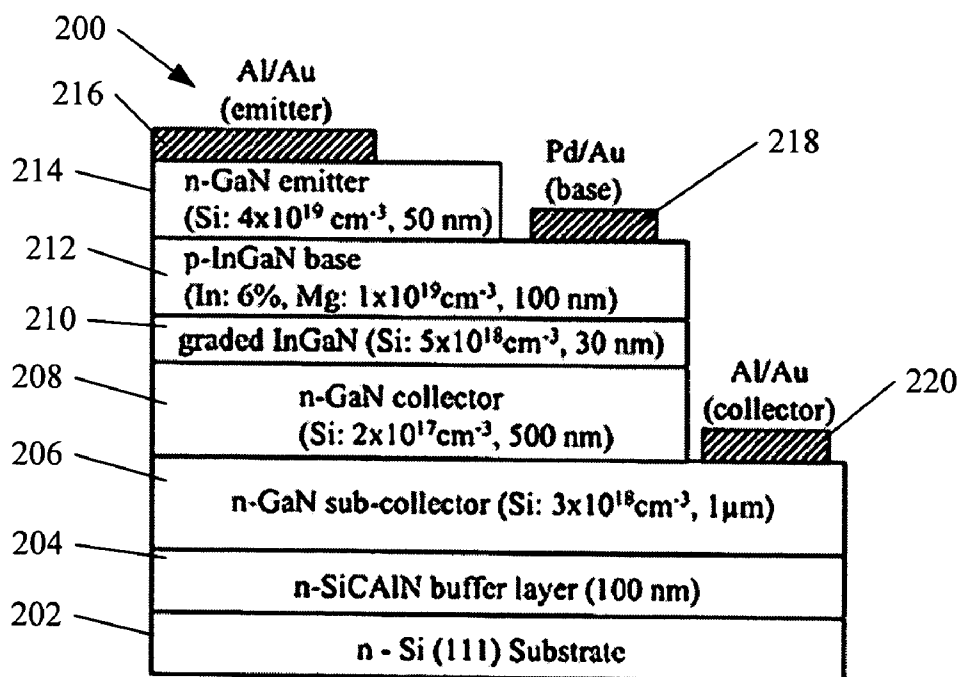 200
Al/Au
(emitter)
216
Pd/Au
(base)
218
214
n-GaN emitter
(Si: 4x10¹⁹ cm⁻³, 50 nm)
212
p-InGaN base
(In: 6%, Mg: 1x10¹⁹cm⁻³, 100 nm)
210
graded InGaN (Si: 5x10¹⁸cm⁻³, 30 nm)
208
n-GaN collector
(Si: 2x10¹⁷cm⁻³, 500 nm)
Al/Au
(collector)
220
206
n-GaN sub-collector (Si: 3x10¹⁸cm⁻³, 1µm)
204
n-SiCAlN buffer layer (100 nm)
202
n - Si (111) Substrate